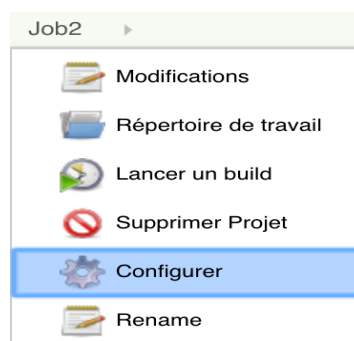 Job2
Modifications
Répertoire de travail
Lancer un build
Supprimer Projet
Configurer
Rename